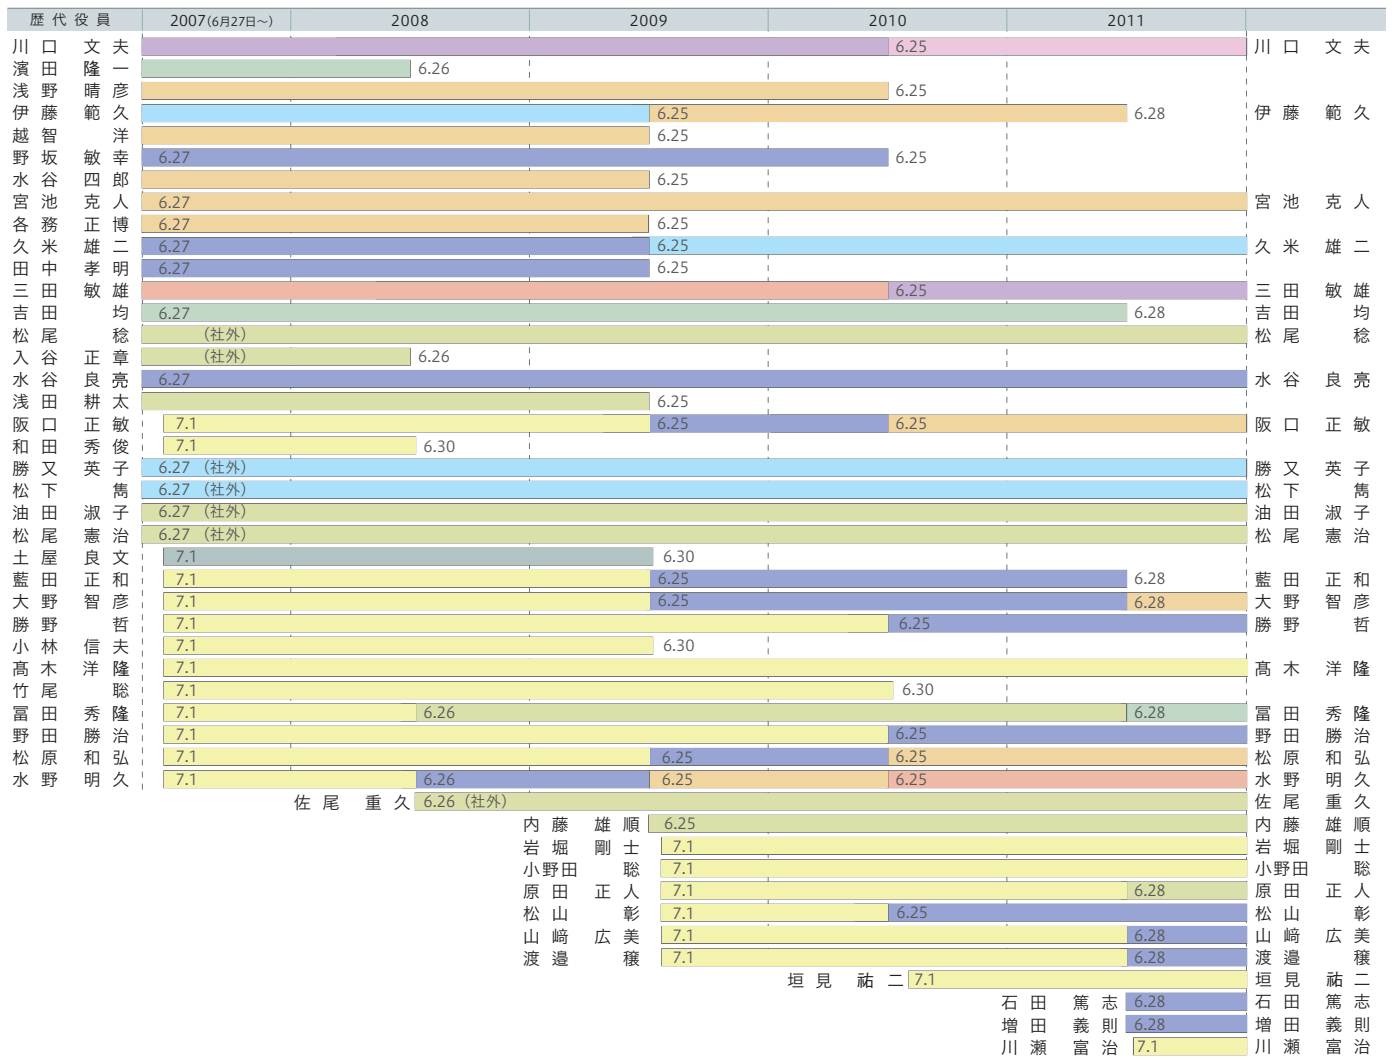 歴代役員 2007(6月27日~) 2008 2009 2010 2011
川口 文夫 6.25 川口 文夫
濱田 隆一 6.26
浅野 晴彦 6.25
伊藤 範久 6.25 6.28 伊藤 範久
越智 洋 6.25
野坂 敏幸 6.27 6.25
水谷 四郎 6.25
宮池 克人 6.27 宮池 克人
各務 正博 6.27 6.25
久米 雄二 6.27 6.25 久米 雄二
田中 孝明 6.27 6.25
三田 敏雄 6.25 三田 敏雄
吉田 均 6.27 6.28 吉田 均
松尾 稔 (社外) 松尾 稔
入谷 正章 (社外) 6.26
水谷 良亮 6.27 水谷 良亮
浅田 耕太 6.25
阪口 正敏 7.1 6.25 6.25 阪口 正敏
和田 秀俊 7.1 6.30
勝又 英子 6.27 (社外) 勝又 英子
松下 雋 6.27 (社外) 松下 雋
油田 淑子 6.27 (社外) 油田 淑子
松尾 憲治 6.27 (社外) 松尾 憲治
土屋 良文 7.1 6.30
藍田 正和 7.1 6.25 6.28 藍田 正和
大野 智彦 7.1 6.25 6.28 大野 智彦
勝野 哲 7.1 6.25 勝野 哲
小林 信夫 7.1 6.30
髙木 洋隆 7.1 髙木 洋隆
竹尾 聡 7.1 6.30
冨田 秀隆 7.1 6.26 6.28 冨田 秀隆
野田 勝治 7.1 6.25 野田 勝治
松原 和弘 7.1 6.25 6.25 松原 和弘
水野 明久 7.1 6.26 6.25 6.25 水野 明久
佐尾 重久 6.26 (社外) 佐尾 重久
内藤 雄順 6.25 内藤 雄順
岩堀 剛士 7.1 岩堀 剛士
小野田 聡 7.1 小野田 聡
原田 正人 7.1 6.28 原田 正人
松山 彰 7.1 6.25 松山 彰
山﨑 広美 7.1 6.28 山﨑 広美
渡邉 穣 7.1 6.28 渡邉 穣
垣見 祐二 7.1 垣見 祐二
石田 篤志 6.28 石田 篤志
増田 義則 6.28 増田 義則
川瀬 富治 7.1 川瀬 富治